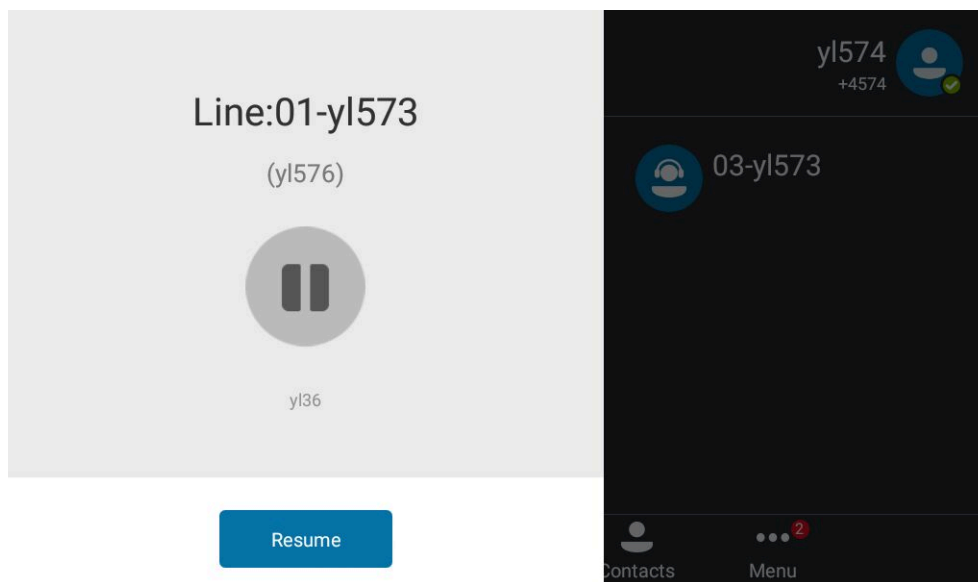 Line:01-yl573
(yl576)
yl36
Resume
yl574
+4574
03-yl573
Contacts
2
Menu